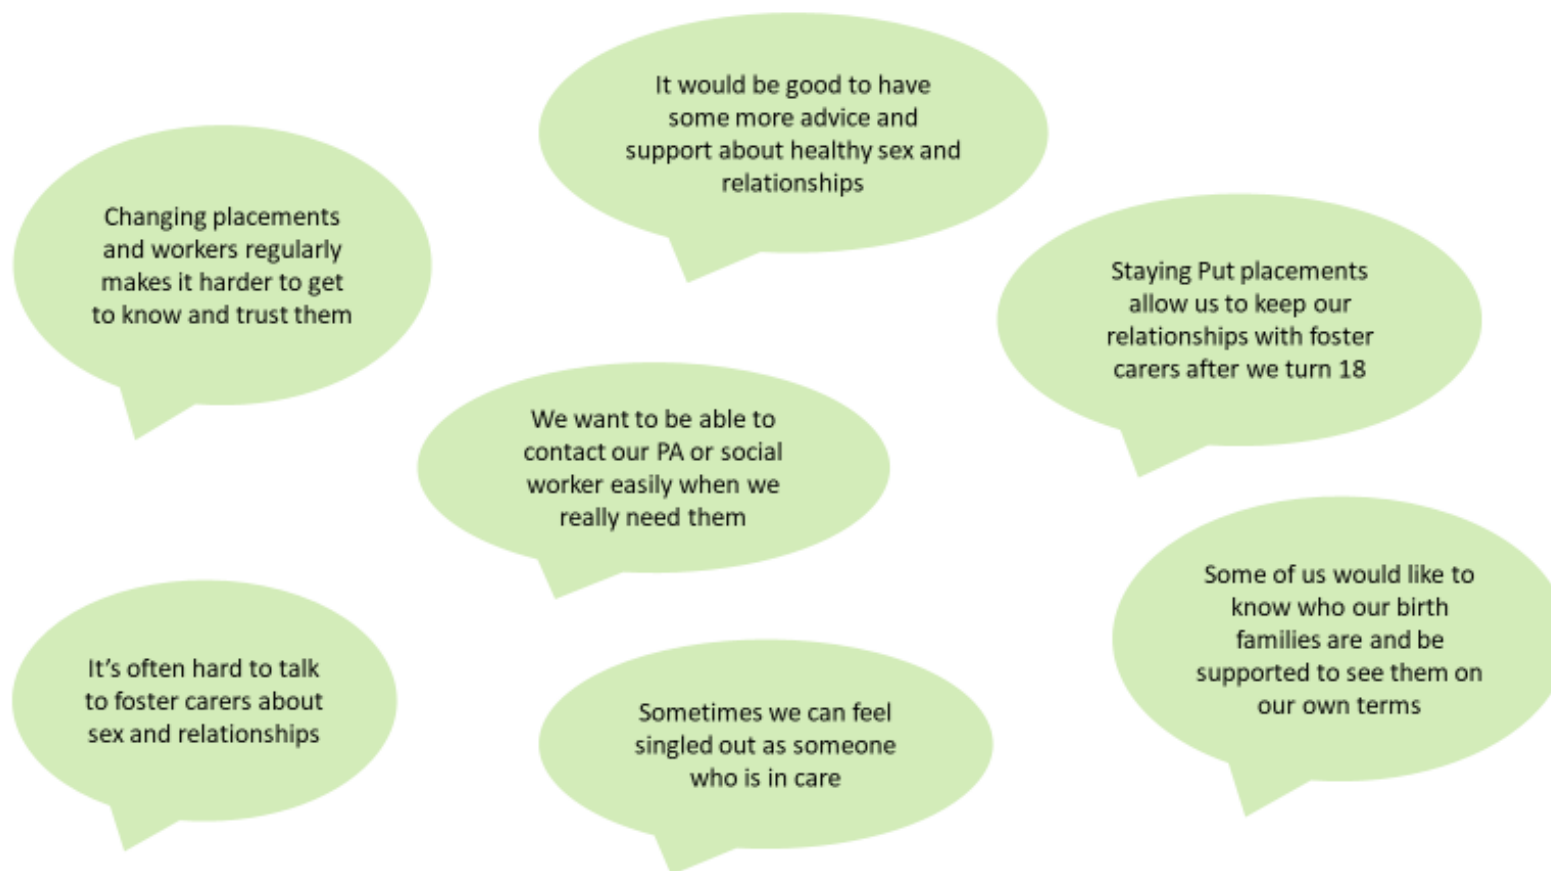 It would be good to have
some more advice and
support about healthy sex and
relationships
Changing placements
and workers regularly
makes it harder to get
to know and trust them
Staying Put placements
allow us to keep our
relationships with foster
carers after we turn 18
We want to be able to
contact our PA or social
worker easily when we
really need them
Some of us would like to
know who our birth
families are and be
supported to see them on
our own terms
It’s often hard to talk
to foster carers about
sex and relationships
Sometimes we can feel
singled out as someone
who is in care